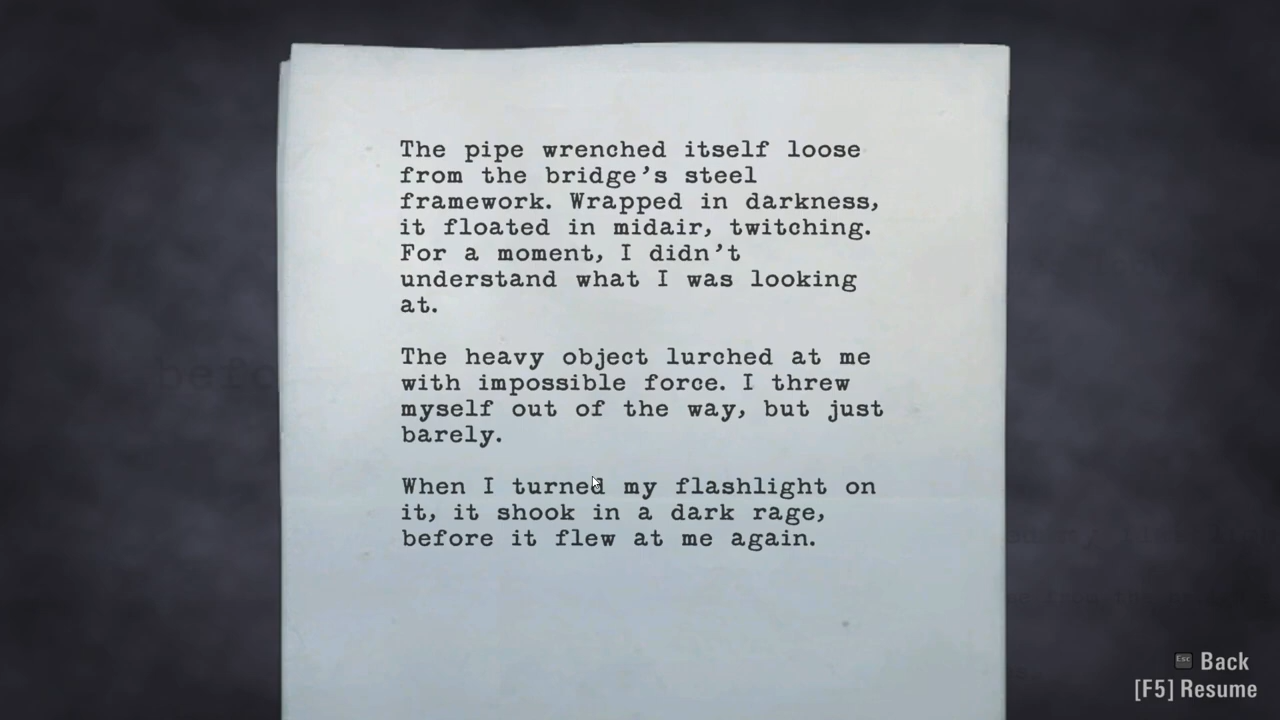 The pipe wrenched itself loose
from the bridge's steel
framework. Wrapped in darkness,
it floated in midair, twitching.
For a moment, I didn't
understand what I was looking
at.
The heavy object lurched at me
with impossible force. I threw
myself out of the way, but just
barely.
When I turned my flashlight on
it, it shook in a dark rage,
before it flew at me again.
Esc Back
[F5] Resume